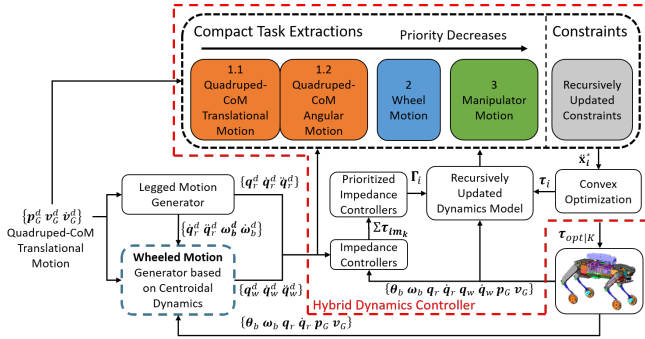 Compact Task Extractions
Constraints
Priority Decreases
1.1
Quadruped-
CoM
Translational
Motion
1.2
Quadruped-
CoM
Angular
Motion
2
Wheel
Motion
3
Manipulator
Motion
Recursively
Updated
Constraints
{p_G^d v_G^d v̇_G^d}
Quadruped-CoM
Translational
Motion
Legged Motion
Generator
{q_r^d q̇_r^d q̈_r^d}
{q̇_r^d q̈_r^d ω_b^d ω̇_b^d}
Wheeled Motion
Generator based
on Centroidal
Dynamics
{q_w^d q̇_w^d q̈_w^d}
Prioritized
Impedance
Controllers
Γ_i
Στ_{im_k}
Impedance
Controllers
Recursively
Updated
Dynamics Model
τ_i
ẍ_i^*
Convex
Optimization
τ_{opt|K}
{θ_b ω_b q_r q̇_r q_w q̇_w p_G v_G}
Hybrid Dynamics Controller
{θ_b ω_b q_r q̇_r p_G v_G}